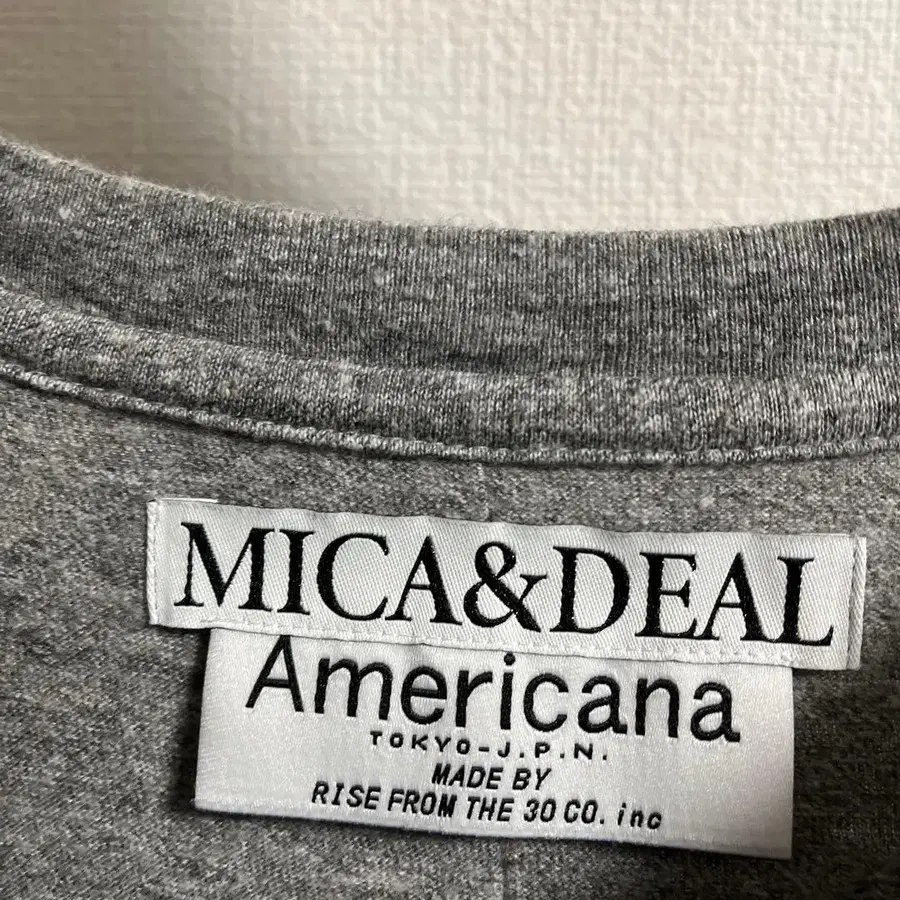 MICA&DEAL
Americana
TOKYO-J.P.N.
MADE BY
RISE FROM THE 30 CO. inc